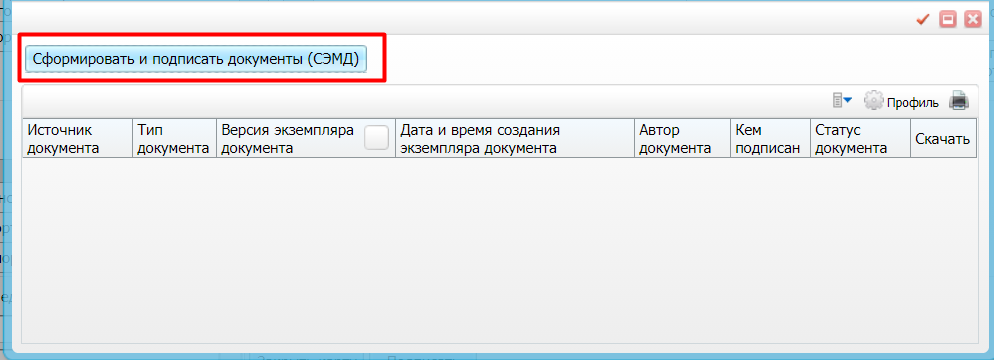 Сформировать и подписать документы (СЭМД)
Профиль
Источник документа
Тип документа
Версия экземпляра документа
Дата и время создания экземпляра документа
Автор документа
Кем подписан
Статус документа
Скачать